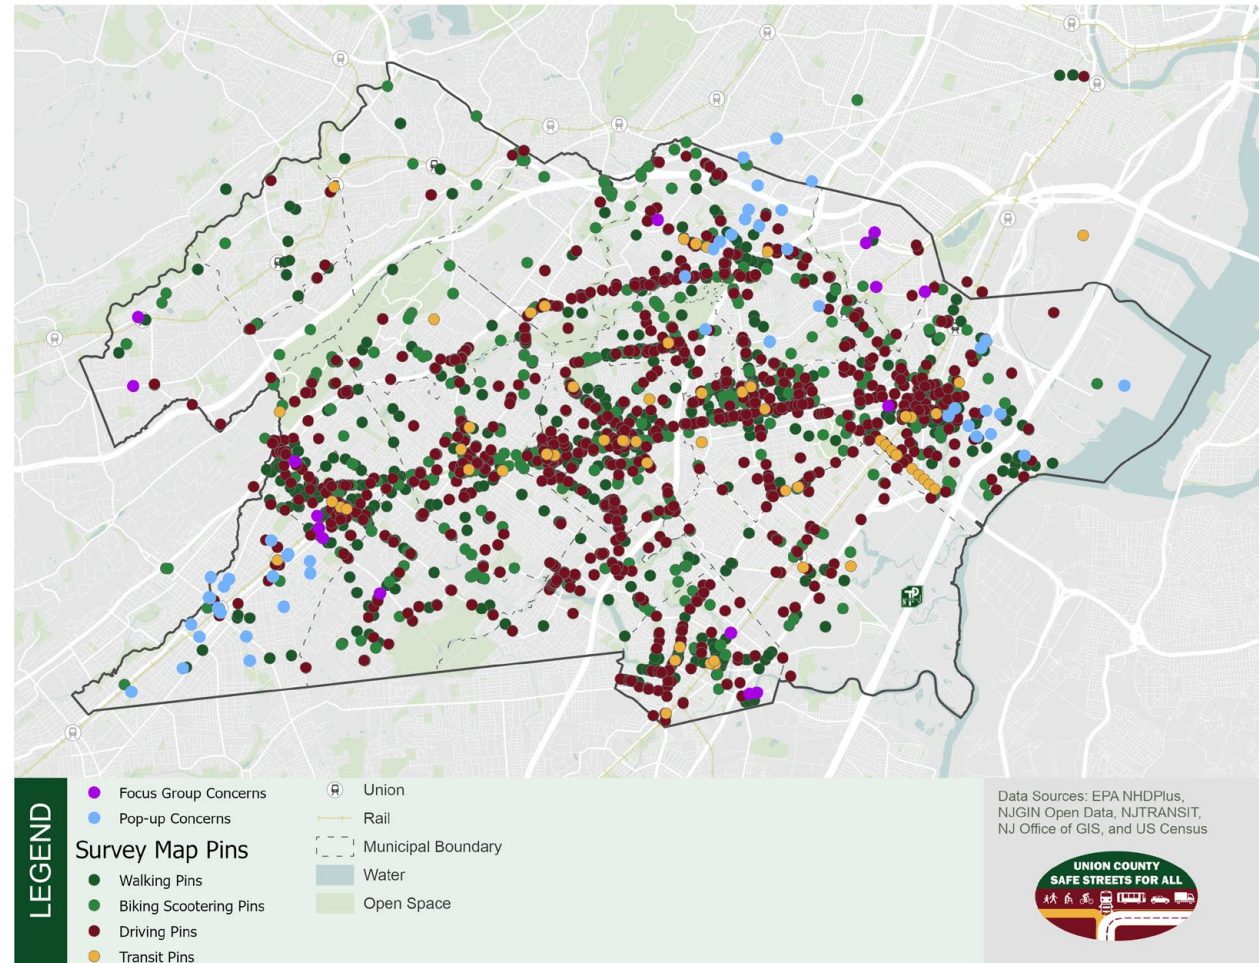 LEGEND
Focus Group Concerns
Pop-up Concerns
Survey Map Pins
Walking Pins
Biking Scootering Pins
Driving Pins
Transit Pins
Union
Rail
Municipal Boundary
Water
Open Space
Data Sources: EPA NHDPlus,
NJGIN Open Data, NJTRANSIT,
NJ Office of GIS, and US Census
UNION COUNTY
SAFE STREETS FOR ALL